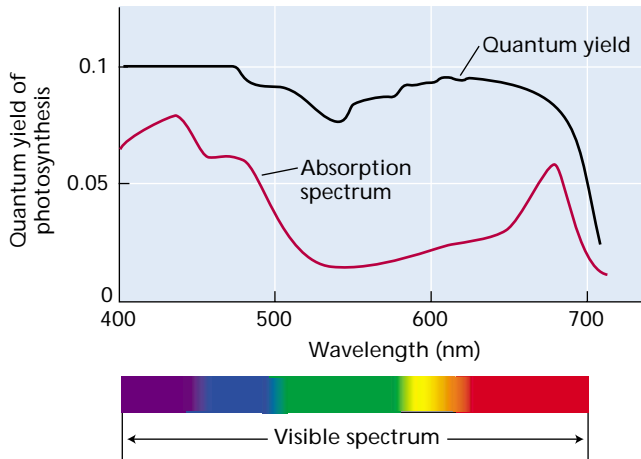 Quantum yield of
photosynthesis
0.1
0.05
0
Quantum yield
Absorption
spectrum
400
500
600
700
Wavelength (nm)
Visible spectrum